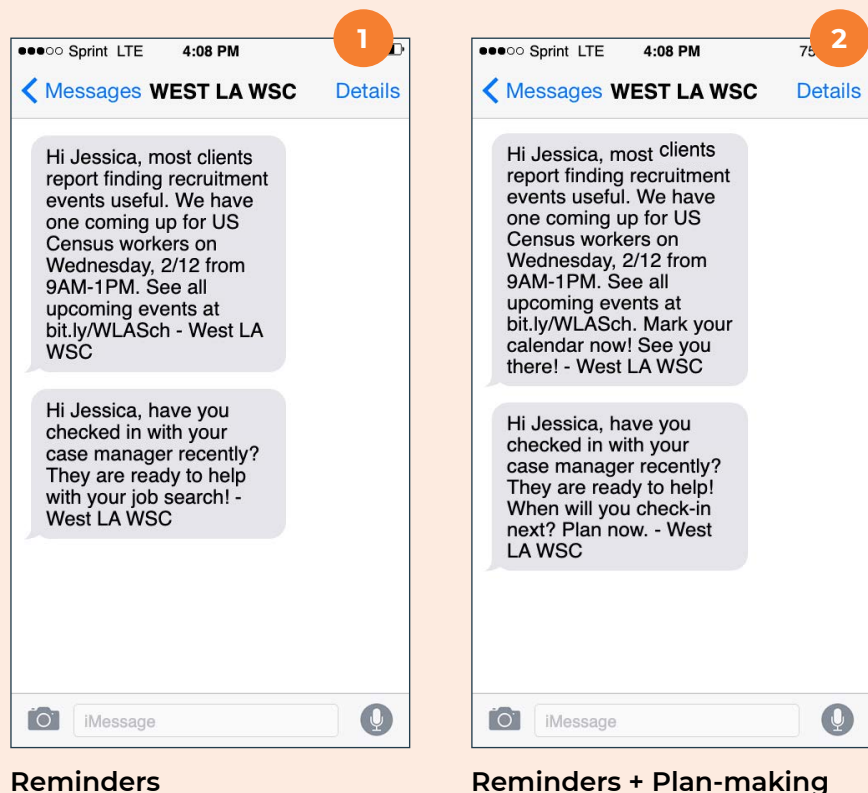 1
Sprint LTE 4:08 PM
Messages WEST LA WSC Details
Hi Jessica, most clients
report finding recruitment
events useful. We have
one coming up for US
Census workers on
Wednesday, 2/12 from
9AM-1PM. See all
upcoming events at
bit.ly/WLASch - West LA
WSC
Hi Jessica, have you
checked in with your
case manager recently?
They are ready to help
with your job search! -
West LA WSC
iMessage
Reminders
2
Sprint LTE 4:08 PM
Messages WEST LA WSC Details
Hi Jessica, most clients
report finding recruitment
events useful. We have
one coming up for US
Census workers on
Wednesday, 2/12 from
9AM-1PM. See all
upcoming events at
bit.ly/WLASch. Mark your
calendar now! See you
there! - West LA WSC
Hi Jessica, have you
checked in with your
case manager recently?
They are ready to help!
When will you check-in
next? Plan now. - West
LA WSC
iMessage
Reminders + Plan-making